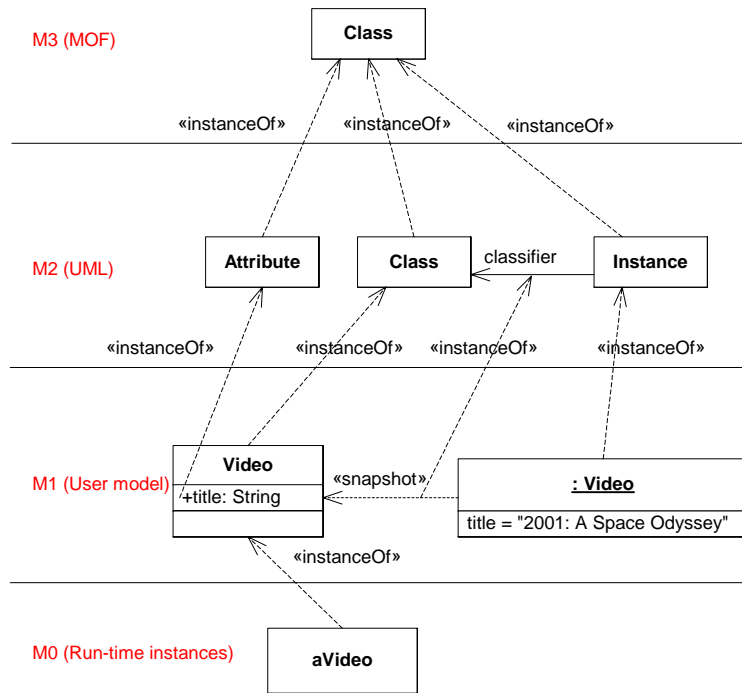 M3 (MOF)
Class
«instanceOf»
«instanceOf»
«instanceOf»
M2 (UML)
Attribute
Class
classifier
Instance
«instanceOf»
«instanceOf»
«instanceOf»
«instanceOf»
M1 (User model)
Video
+title: String
«snapshot»
: Video
title = "2001: A Space Odyssey"
«instanceOf»
M0 (Run-time instances)
aVideo